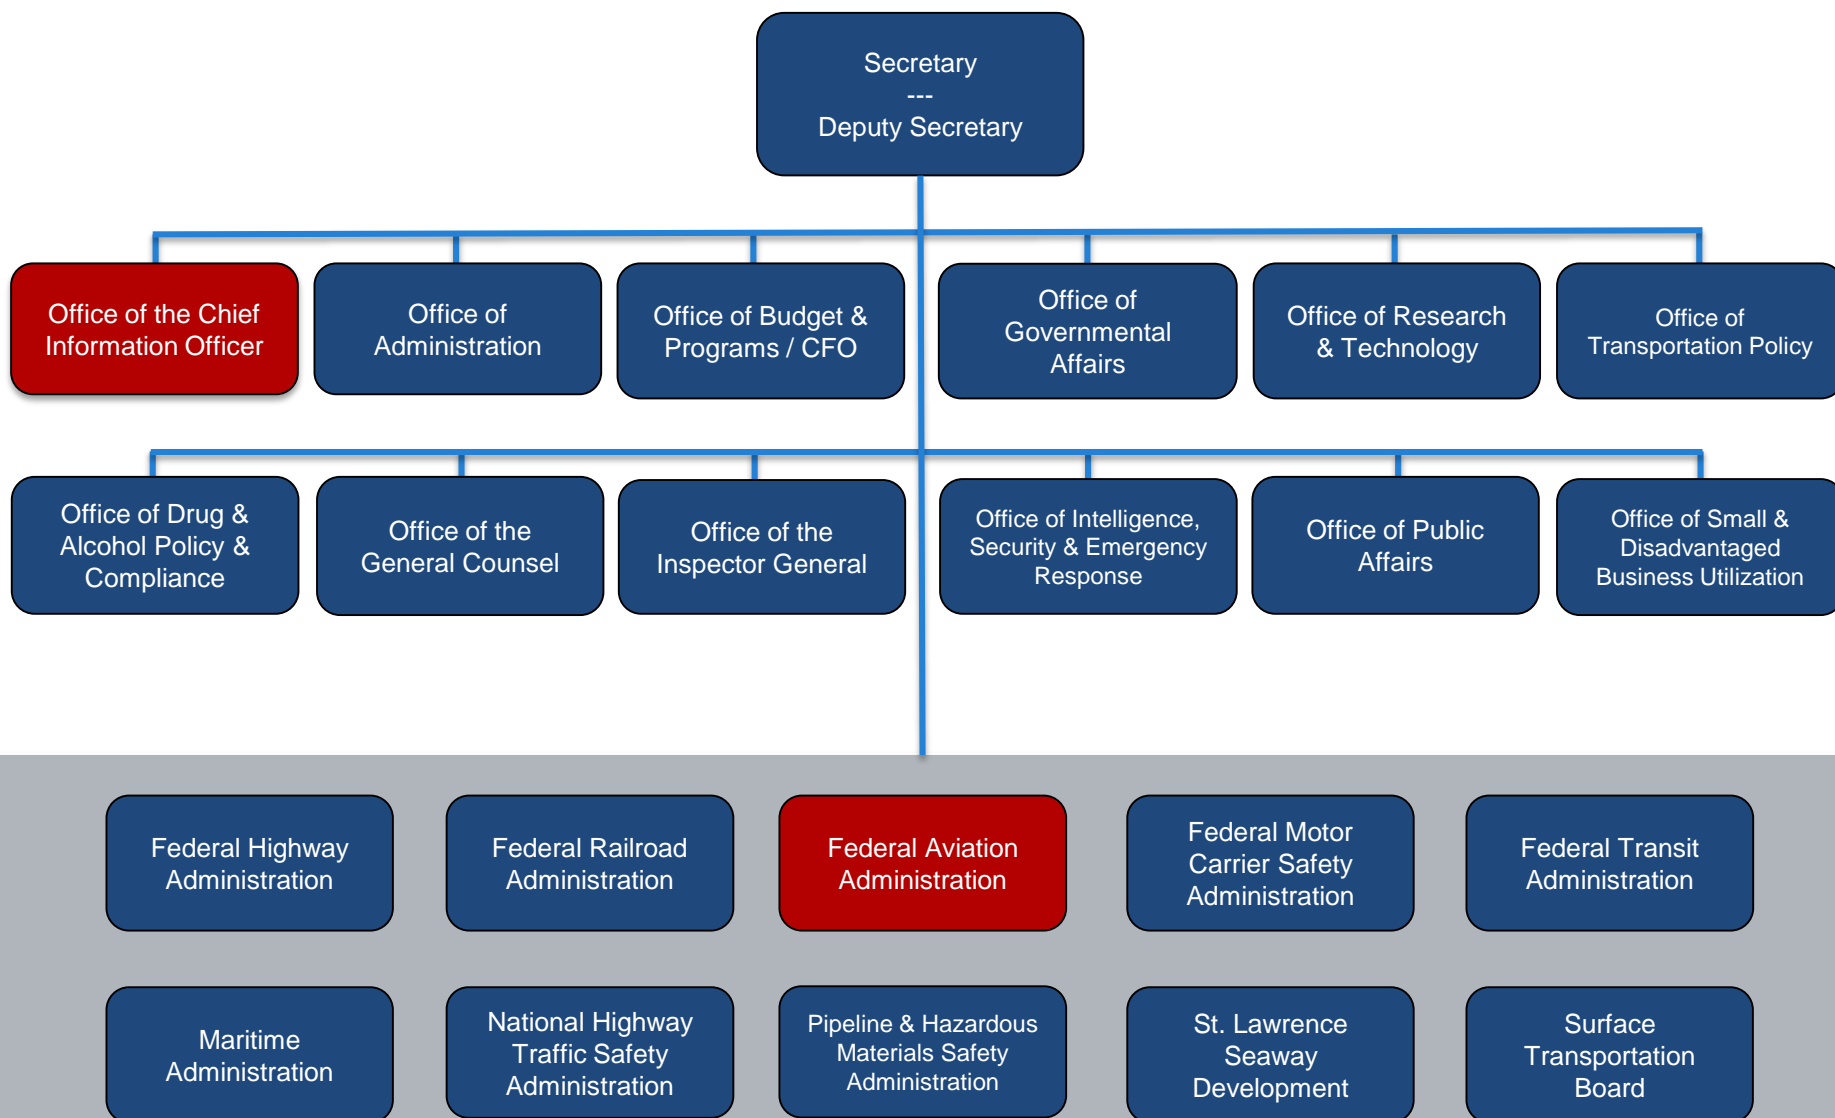 Secretary
---
Deputy Secretary
Office of the Chief
Information Officer
Office of
Administration
Office of Budget &
Programs / CFO
Office of
Governmental
Affairs
Office of Research
& Technology
Office of
Transportation Policy
Office of Drug &
Alcohol Policy &
Compliance
Office of the
General Counsel
Office of the
Inspector General
Office of Intelligence,
Security & Emergency
Response
Office of Public
Affairs
Office of Small &
Disadvantaged
Business Utilization
Federal Highway
Administration
Federal Railroad
Administration
Federal Aviation
Administration
Federal Motor
Carrier Safety
Administration
Federal Transit
Administration
Maritime
Administration
National Highway
Traffic Safety
Administration
Pipeline & Hazardous
Materials Safety
Administration
St. Lawrence
Seaway
Development
Surface
Transportation
Board